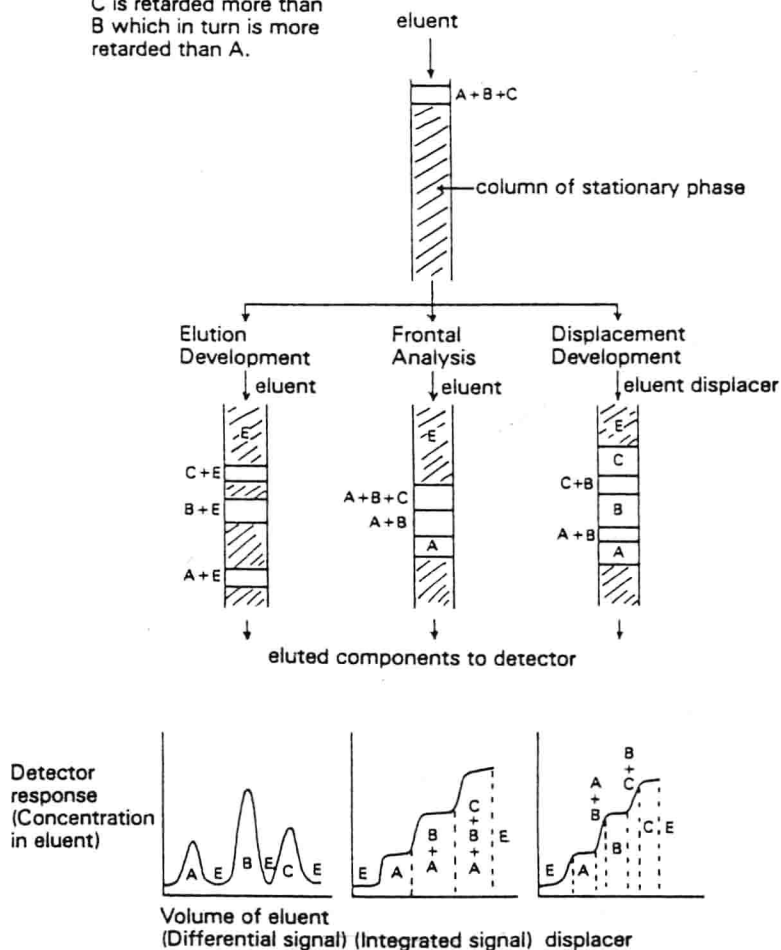 C is retarded more than
B which in turn is more
retarded than A.
eluent
A+B+C
column of stationary phase
Elution
Development
Frontal
Analysis
Displacement
Development
eluent
eluent
eluent displacer
E
C+E
B+E
A+E
E
A+B+C
A+B
A
E
C
C+B
B
A+B
A
eluted components to detector
Detector
response
(Concentration
in eluent)
A E B E C E
E A B+A C+B+A E
E A A+B B B+C C E
Volume of eluent
(Differential signal) (Integrated signal) displacer